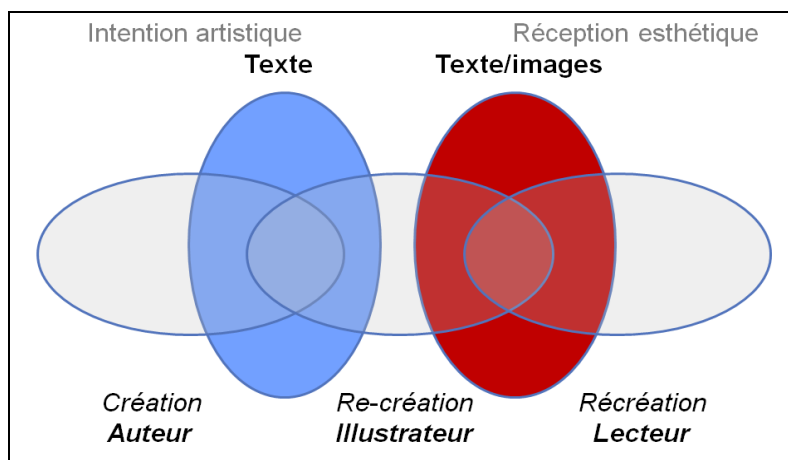 Intention artistique
Réception esthétique
Texte
Texte/images
Création
Auteur
Re-création
Illustrateur
Récréation
Lecteur